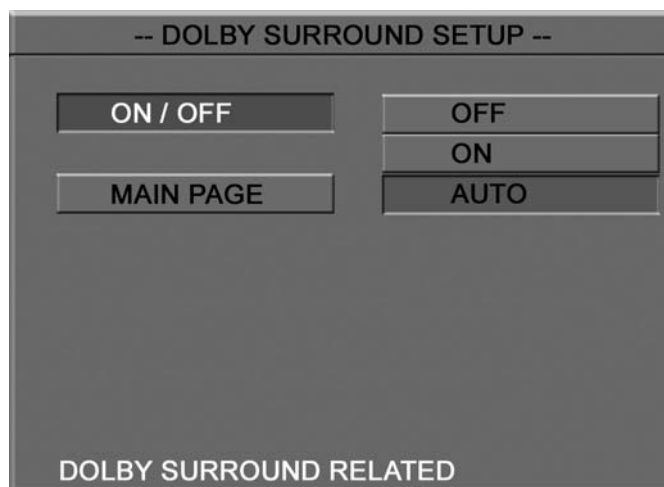 -- DOLBY SURROUND SETUP --
ON / OFF
OFF
ON
MAIN PAGE
AUTO
DOLBY SURROUND RELATED